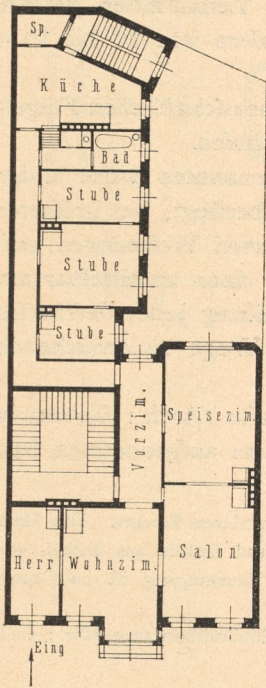 Sp.
Küche
Bad
Stube
Stube
Stube
Vorzim.
Speisezim.
Herr
Wohnzim.
Salon
Eing